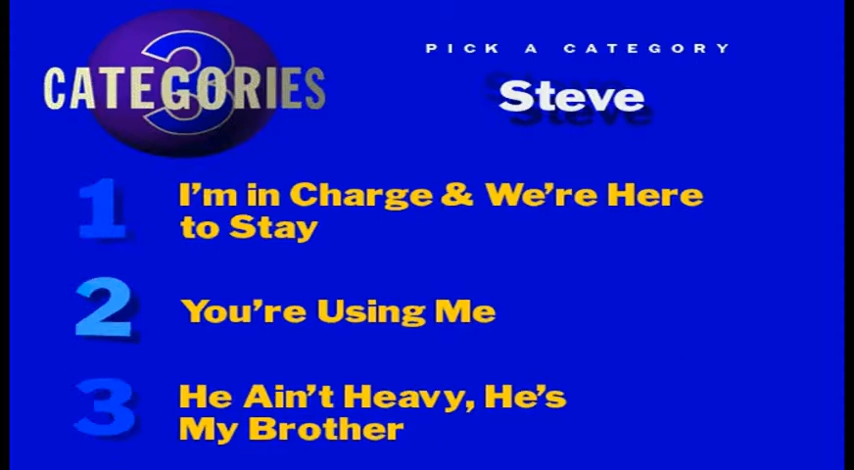 3
CATEGORIES
PICK A CATEGORY
Steve
1
I'm in Charge & We're Here
to Stay
2
You're Using Me
3
He Ain't Heavy, He's
My Brother